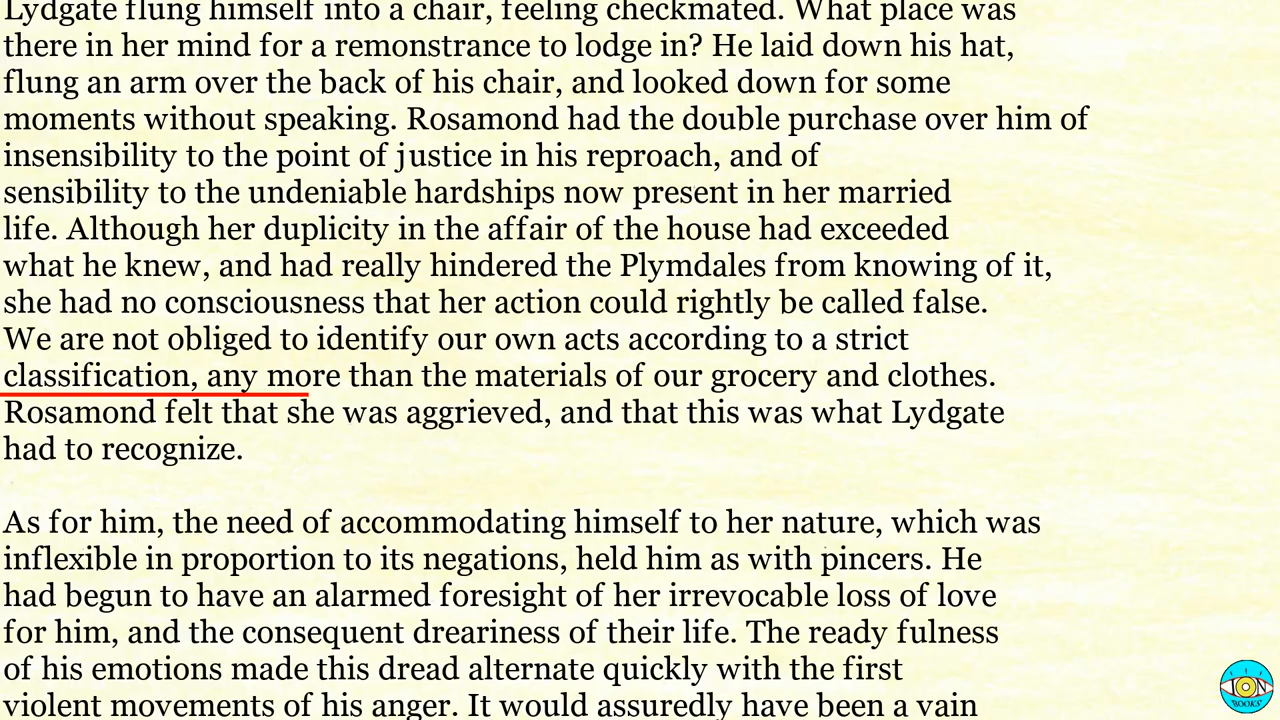 Lydgate flung himself into a chair, feeling checkmated. What place was
there in her mind for a remonstrance to lodge in? He laid down his hat,
flung an arm over the back of his chair, and looked down for some
moments without speaking. Rosamond had the double purchase over him of
insensibility to the point of justice in his reproach, and of
sensibility to the undeniable hardships now present in her married
life. Although her duplicity in the affair of the house had exceeded
what he knew, and had really hindered the Plymdales from knowing of it,
she had no consciousness that her action could rightly be called false.
We are not obliged to identify our own acts according to a strict
classification, any more than the materials of our grocery and clothes.
Rosamond felt that she was aggrieved, and that this was what Lydgate
had to recognize.
As for him, the need of accommodating himself to her nature, which was
inflexible in proportion to its negations, held him as with pincers. He
had begun to have an alarmed foresight of her irrevocable loss of love
for him, and the consequent dreariness of their life. The ready fulness
of his emotions made this dread alternate quickly with the first
violent movements of his anger. It would assuredly have been a vain
ION
BOOKS